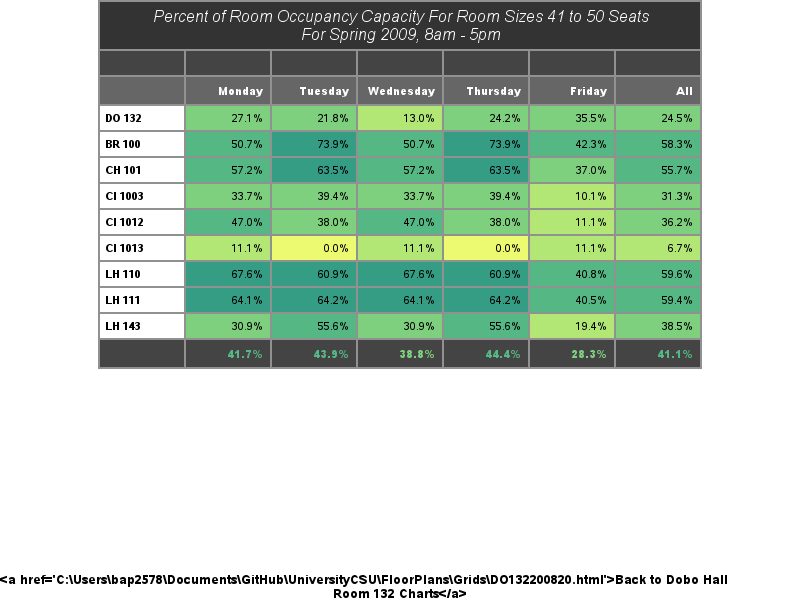 Percent of Room Occupancy Capacity For Room Sizes 41 to 50 Seats
For Spring 2009, 8am - 5pm
Monday Tuesday Wednesday Thursday Friday All
DO 132 27.1% 21.8% 13.0% 24.2% 35.5% 24.5%
BR 100 50.7% 73.9% 50.7% 73.9% 42.3% 58.3%
CH 101 57.2% 63.5% 57.2% 63.5% 37.0% 55.7%
CI 1003 33.7% 39.4% 33.7% 39.4% 10.1% 31.3%
CI 1012 47.0% 38.0% 47.0% 38.0% 11.1% 36.2%
CI 1013 11.1% 0.0% 11.1% 0.0% 11.1% 6.7%
LH 110 67.6% 60.9% 67.6% 60.9% 40.8% 59.6%
LH 111 64.1% 64.2% 64.1% 64.2% 40.5% 59.4%
LH 143 30.9% 55.6% 30.9% 55.6% 19.4% 38.5%
41.7% 43.9% 38.8% 44.4% 28.3% 41.1%
<a href='C:\Users\bap2578\Documents\GitHub\UniversityCSU\FloorPlans\Grids\DO132200820.html'>Back to Dobo Hall
Room 132 Charts</a>